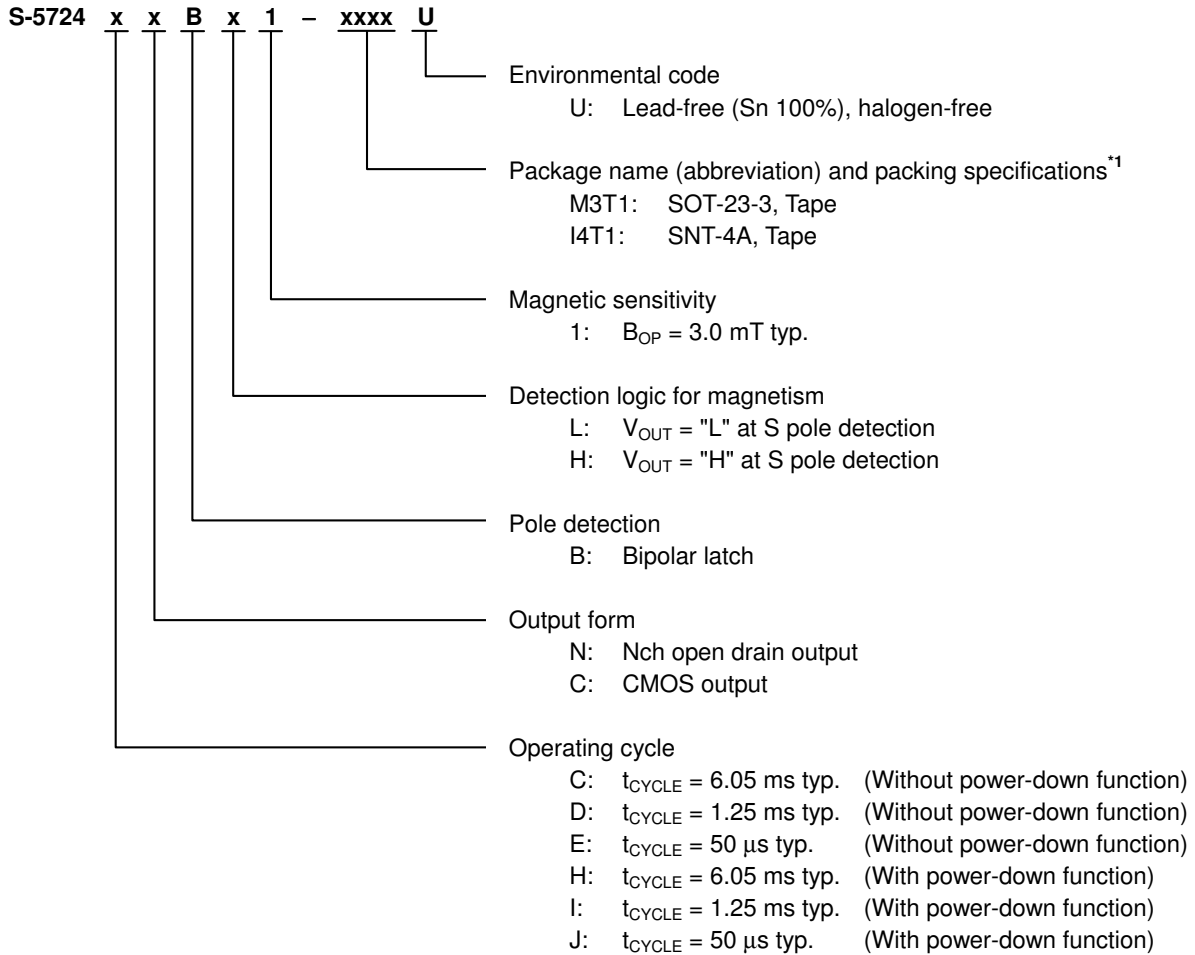 S-5724 x x B x 1 – xxxx U
Environmental code
U: Lead-free (Sn 100%), halogen-free
Package name (abbreviation) and packing specifications*1
M3T1: SOT-23-3, Tape
I4T1: SNT-4A, Tape
Magnetic sensitivity
1: BOP = 3.0 mT typ.
Detection logic for magnetism
L: VOUT = "L" at S pole detection
H: VOUT = "H" at S pole detection
Pole detection
B: Bipolar latch
Output form
N: Nch open drain output
C: CMOS output
Operating cycle
C: tCYCLE = 6.05 ms typ. (Without power-down function)
D: tCYCLE = 1.25 ms typ. (Without power-down function)
E: tCYCLE = 50 μs typ. (Without power-down function)
H: tCYCLE = 6.05 ms typ. (With power-down function)
I: tCYCLE = 1.25 ms typ. (With power-down function)
J: tCYCLE = 50 μs typ. (With power-down function)